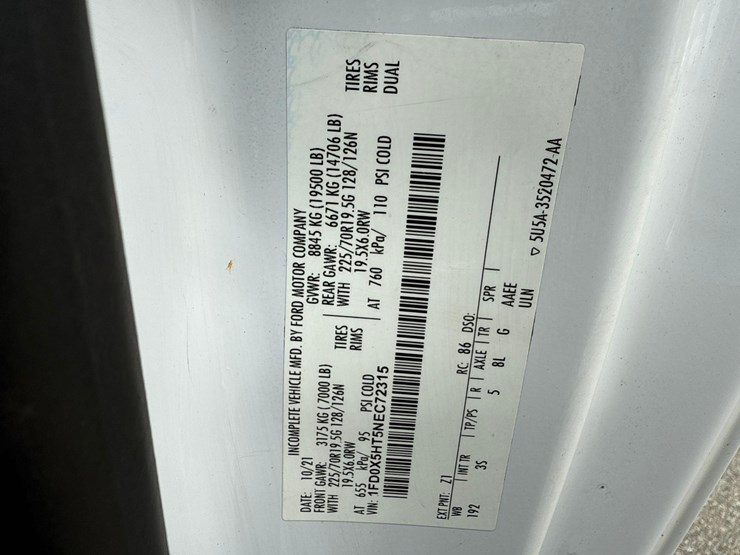 INCOMPLETE VEHICLE MFD. BY FORD MOTOR COMPANY
DATE: 10/21 GVWR: 8845 KG (19500 LB)
FRONT GAWR: 3175 KG (7000 LB) REAR GAWR: 6671 KG (14706 LB)
WITH 225/70R19.5G 128/126N TIRES WITH 225/70R19.5G 128/126N TIRES
19.5X6.0RW RIMS 19.5X6.0RW RIMS
AT 655 kPa/ 95 PSI COLD AT 760 kPa/ 110 PSI COLD DUAL
VIN: 1FD0X5HT5NEC72315
EXT PNT: Z1 RC: 86 DSO:
WB INT TR TP/PS R AXLE TR SPR
192 3S 5 8L G AAEE
ULN
▽ 5U5A-3520472-AA